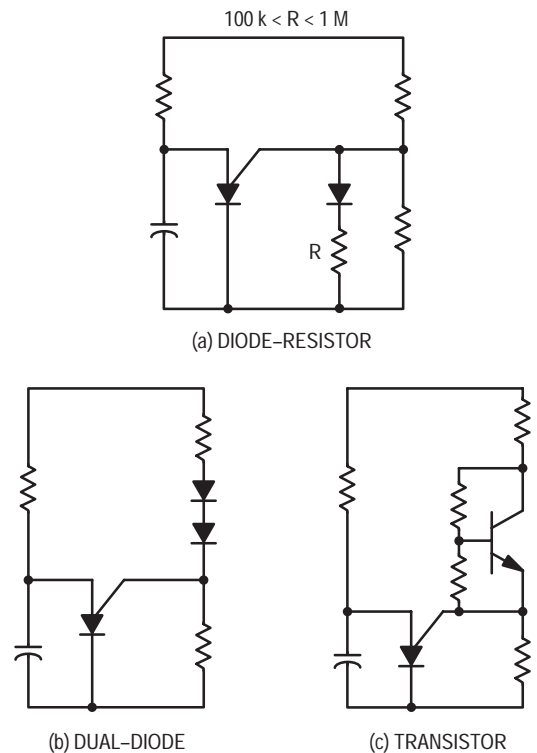 100 k < R < 1 M
R
(a) DIODE–RESISTOR
(b) DUAL–DIODE
(c) TRANSISTOR